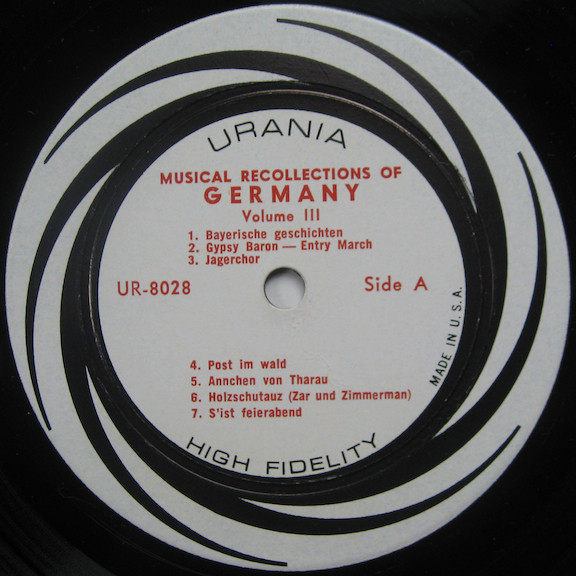 URANIA
MUSICAL RECOLLECTIONS OF
GERMANY
Volume III
1. Bayerische geschichten
2. Gypsy Baron — Entry March
3. Jagerchor
UR-8028
Side A
MADE IN U.S.A.
4. Post im wald
5. Annchen von Tharau
6. Holzschutauz (Zar und Zimmerman)
7. S'ist feierabend
HIGH FIDELITY